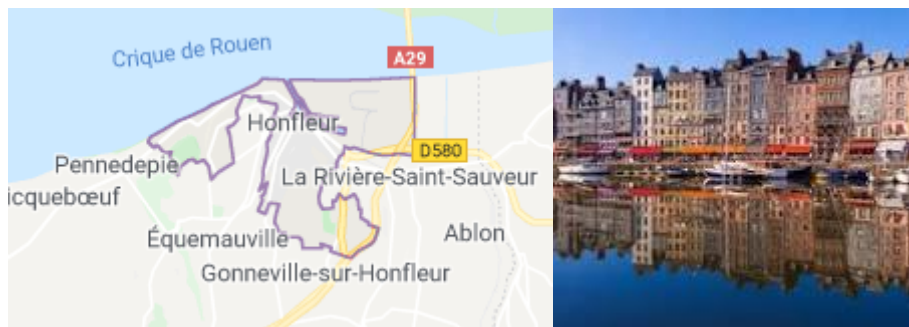 Crique de Rouen
A29
Honfleur
D580
Pennedepie
La Rivière-Saint-Sauveur
icquebœuf
Équemauville
Ablon
Gonneville-sur-Honfleur